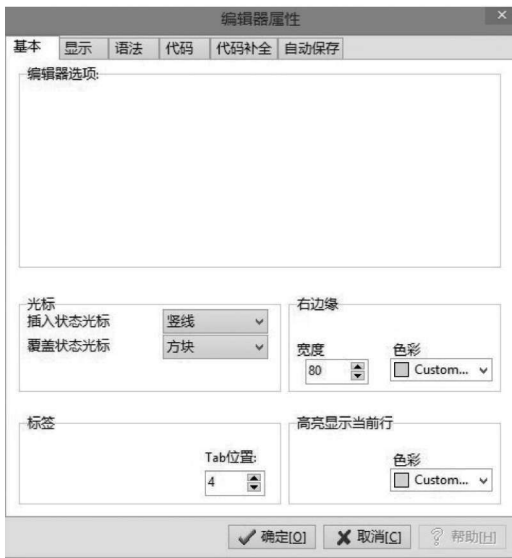 编辑器属性
基本 显示 语法 代码 代码补全 自动保存
编辑器选项:
光标
插入状态光标 竖线
覆盖状态光标 方块
右边缘
宽度 色彩
80 Custom...
标签
Tab位置:
4
高亮显示当前行
色彩
Custom...
确定[O] 取消[C] 帮助[H]